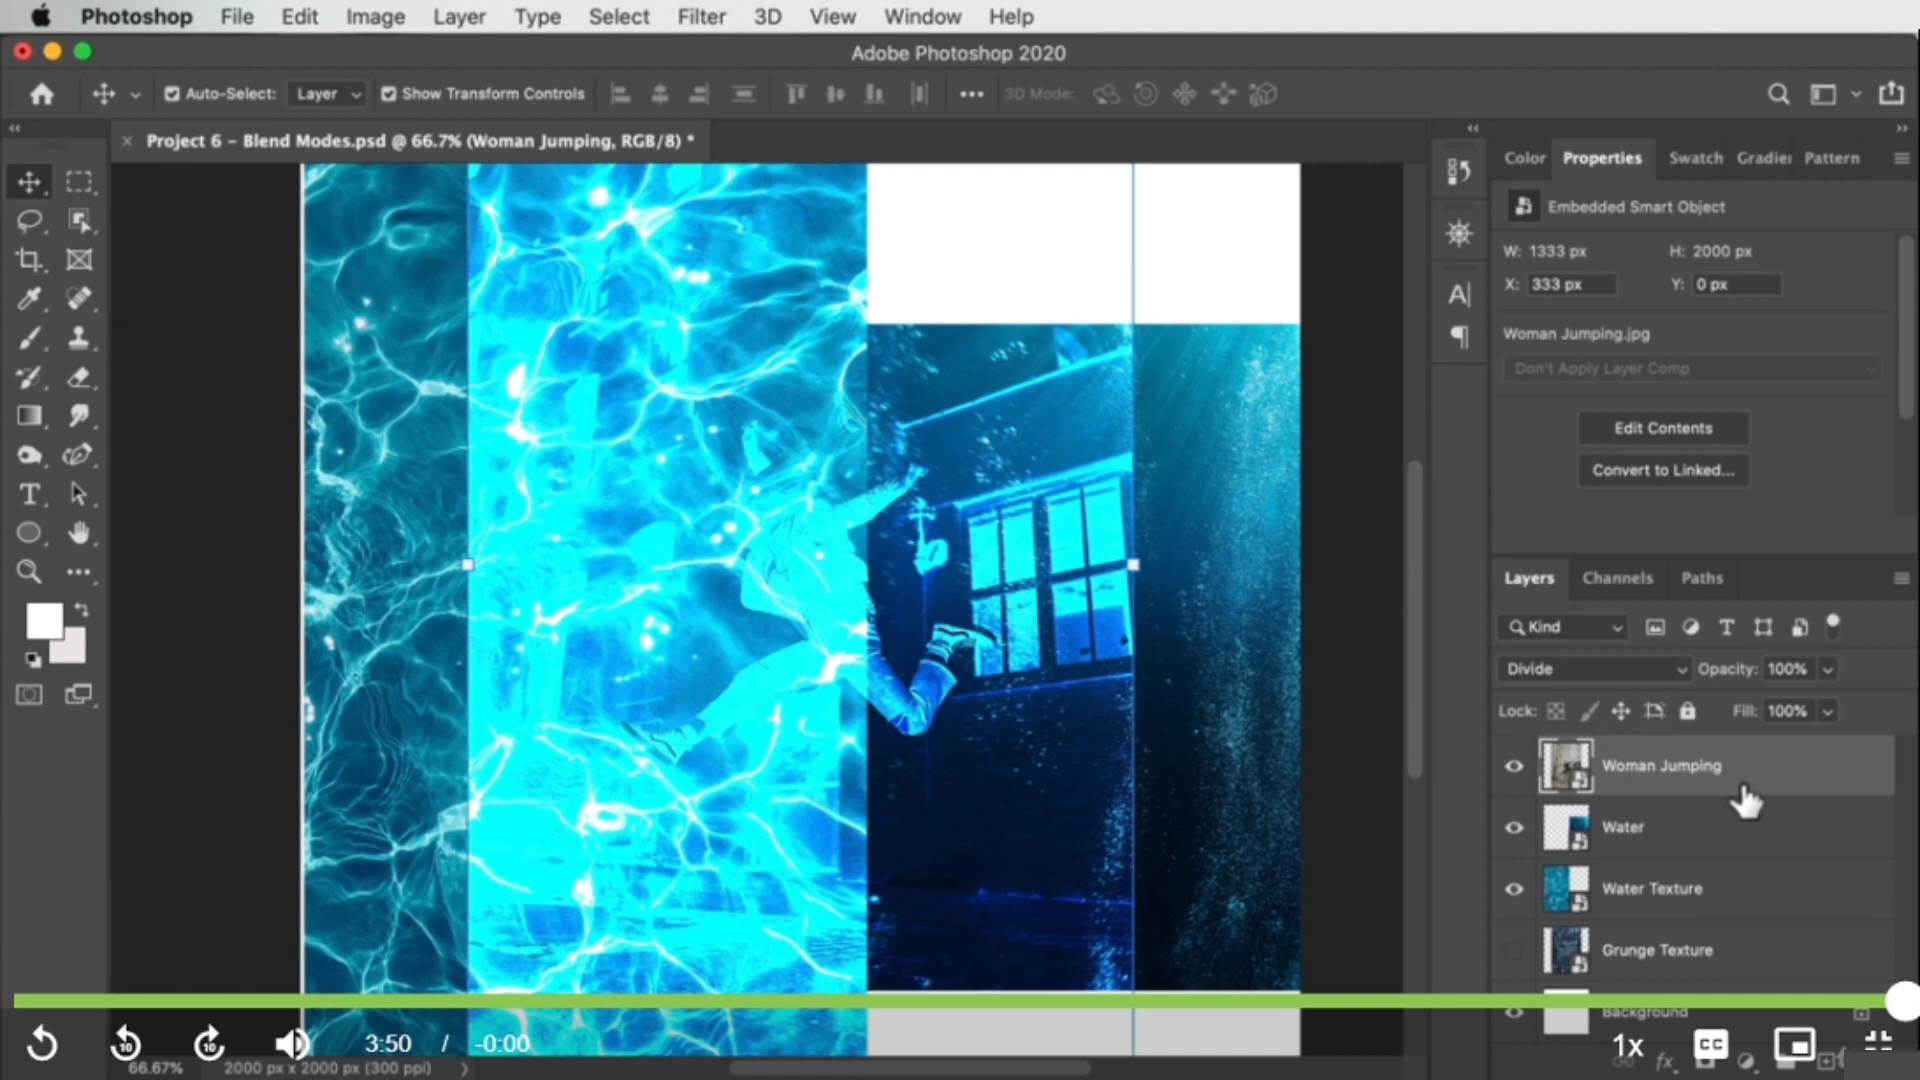 Photoshop File Edit Image Layer Type Select Filter 3D View Window Help
Adobe Photoshop 2020
Auto-Select: Layer Show Transform Controls 3D Mode:
Project 6 – Blend Modes.psd @ 66.7% (Woman Jumping, RGB/8) *
Color Properties Swatch Gradier Pattern
Embedded Smart Object
W: 1333 px H: 2000 px
X: 333 px Y: 0 px
Woman Jumping.jpg
Don't Apply Layer Comp
Edit Contents
Convert to Linked...
Layers Channels Paths
Kind
Divide Opacity: 100%
Lock: Fill: 100%
Woman Jumping
Water
Water Texture
Grunge Texture
Background
10 10 3:50 / -0:00 1x CC
66.67% 2000 px x 2000 px (300 ppi)